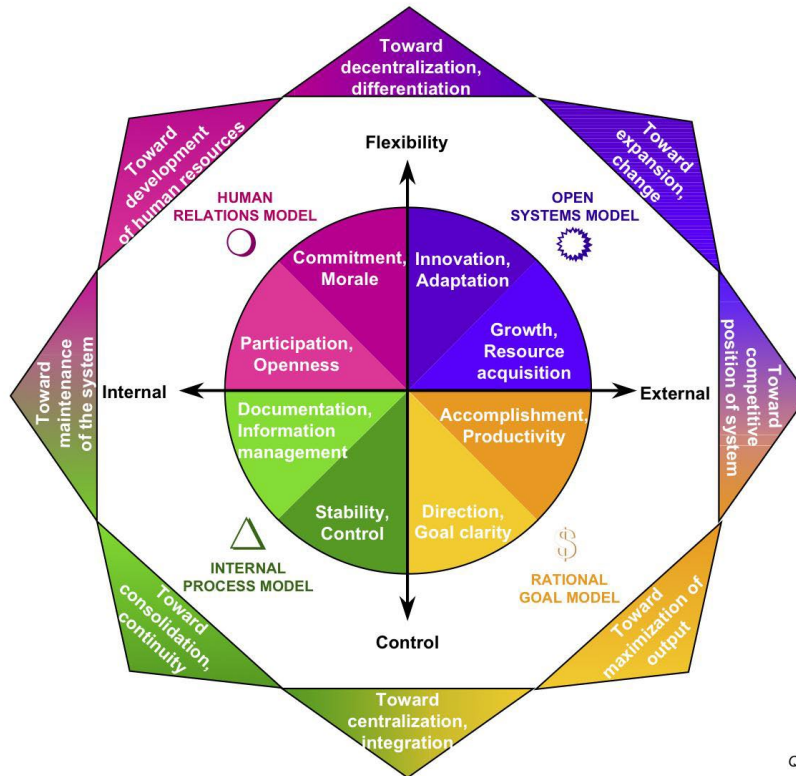 Toward
decentralization,
differentiation
Toward
development
of human resources
Toward
expansion,
change
Flexibility
HUMAN
RELATIONS MODEL
OPEN
SYSTEMS MODEL
Commitment,
Morale
Innovation,
Adaptation
Participation,
Openness
Growth,
Resource
acquisition
Toward
maintenance
of the system
Internal
External
Toward
competitive
position of system
Documentation,
Information
management
Accomplishment,
Productivity
Stability,
Control
Direction,
Goal clarity
$
INTERNAL
PROCESS MODEL
RATIONAL
GOAL MODEL
Toward
consolidation,
continuity
Toward
maximization of
output
Control
Toward
centralization,
integration
Q